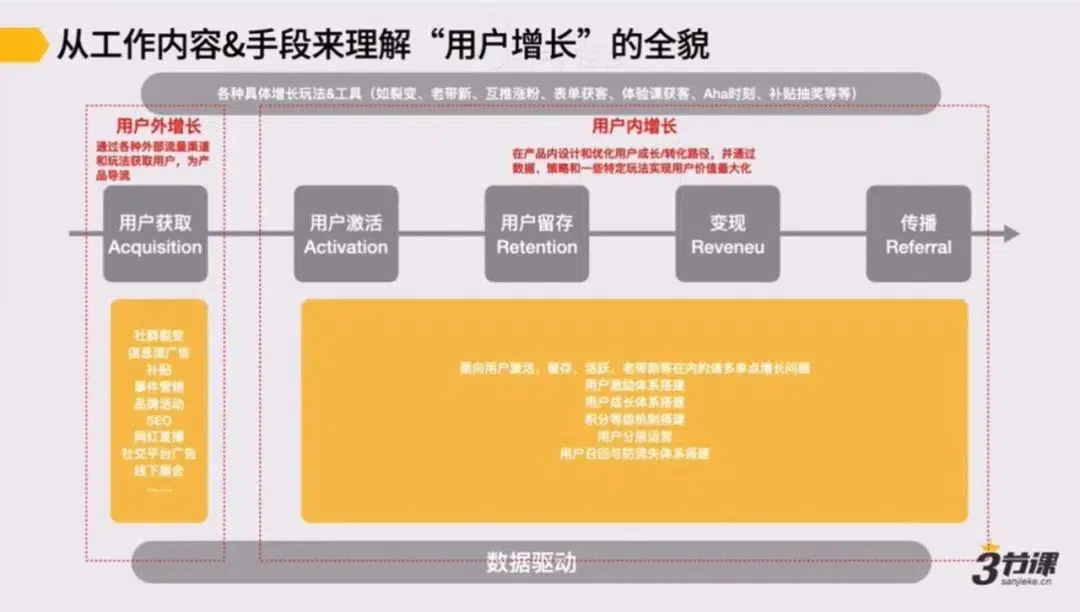 从工作内容&手段来理解“用户增长”的全貌
各种具体增长玩法&工具（如裂变、老带新、互推涨粉、表单获客、体验课获客、Aha时刻、补贴抽奖等等）
用户外增长
通过各种外部流量渠道
和玩法获取用户，为产
品导流
用户内增长
在产品内设计和优化用户成长/转化路径，并通过
数据、策略和一些特定玩法实现用户价值最大化
用户获取
Acquisition
用户激活
Activation
用户留存
Retention
变现
Reveneu
传播
Referral
社群裂变
信息流广告
补贴
事件营销
品牌活动
SEO
网红直播
社交平台广告
线下展会
……
面向用户激活、留存、活跃、老带新等在内的诸多单点增长问题
用户激励体系搭建
用户成长体系搭建
积分等级机制搭建
用户分层运营
用户召回与防流失体系搭建
数据驱动
3节课
sanjieke.cn